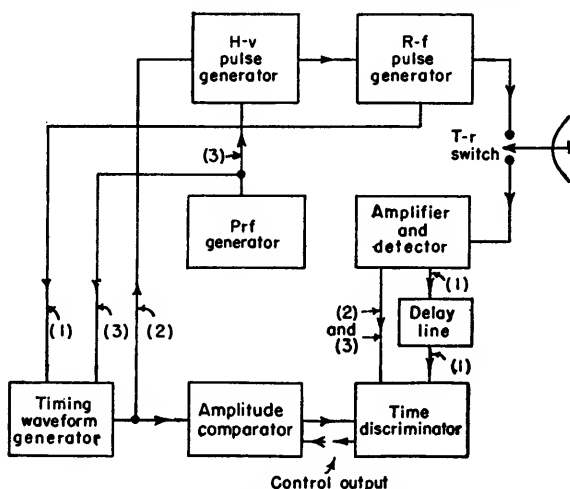 H-v
pulse
generator
R-f
pulse
generator
T-r
switch
(3)
Prf
generator
Amplifier
and
detector
(1)
(2)
and
(3)
Delay
line
(1)
(1)
(3)
(2)
Timing
waveform
generator
Amplitude
comparator
Time
discriminator
Control output